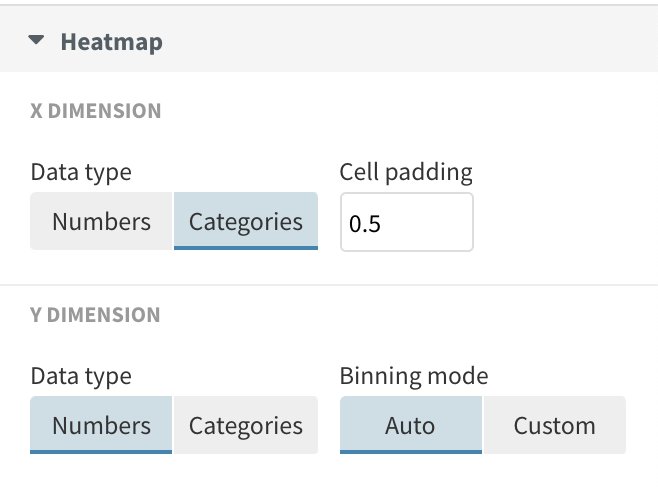 Heatmap
X DIMENSION
Data type Cell padding
Numbers Categories 0.5
Y DIMENSION
Data type Binning mode
Numbers Categories Auto Custom